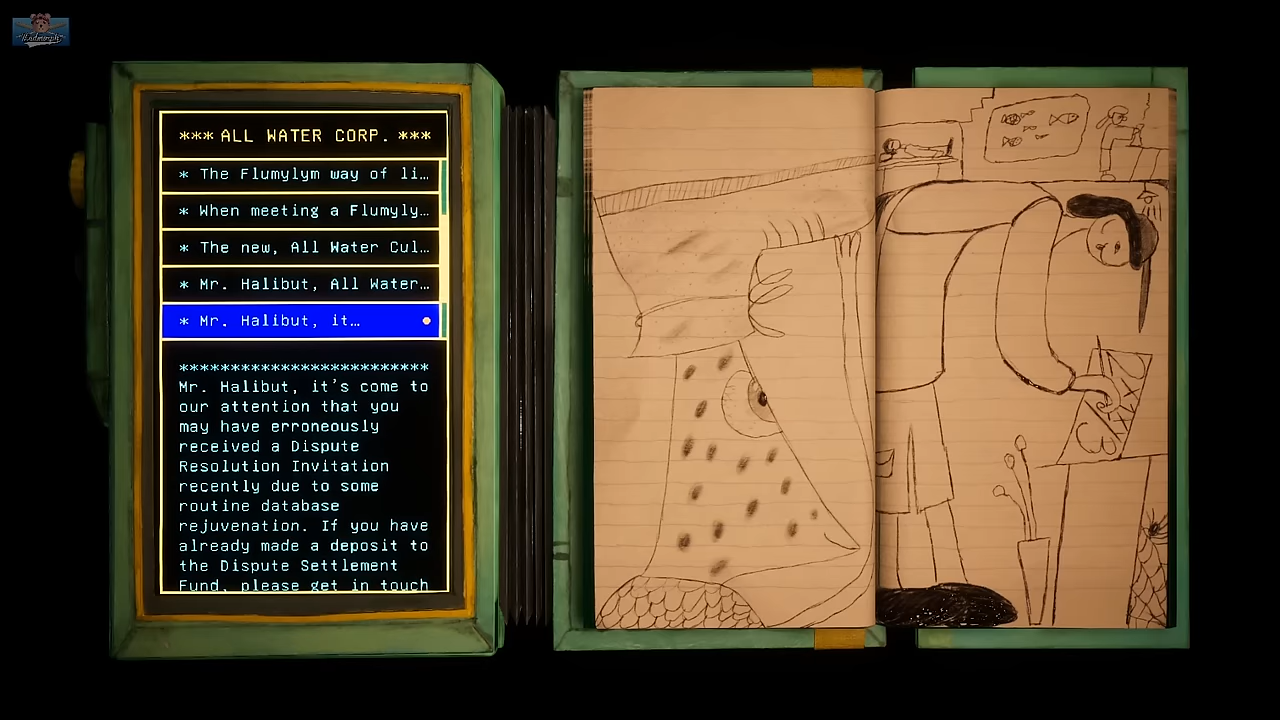 *** ALL WATER CORP. ***
* The Flumylym way of li…
* When meeting a Flumyly…
* The new, All Water Cul…
* Mr. Halibut, All Water…
* Mr. Halibut, it…
*************************
Mr. Halibut, it's come to
our attention that you
may have erroneously
received a Dispute
Resolution Invitation
recently due to some
routine database
rejuvenation. If you have
already made a deposit to
the Dispute Settlement
Fund, please get in touch